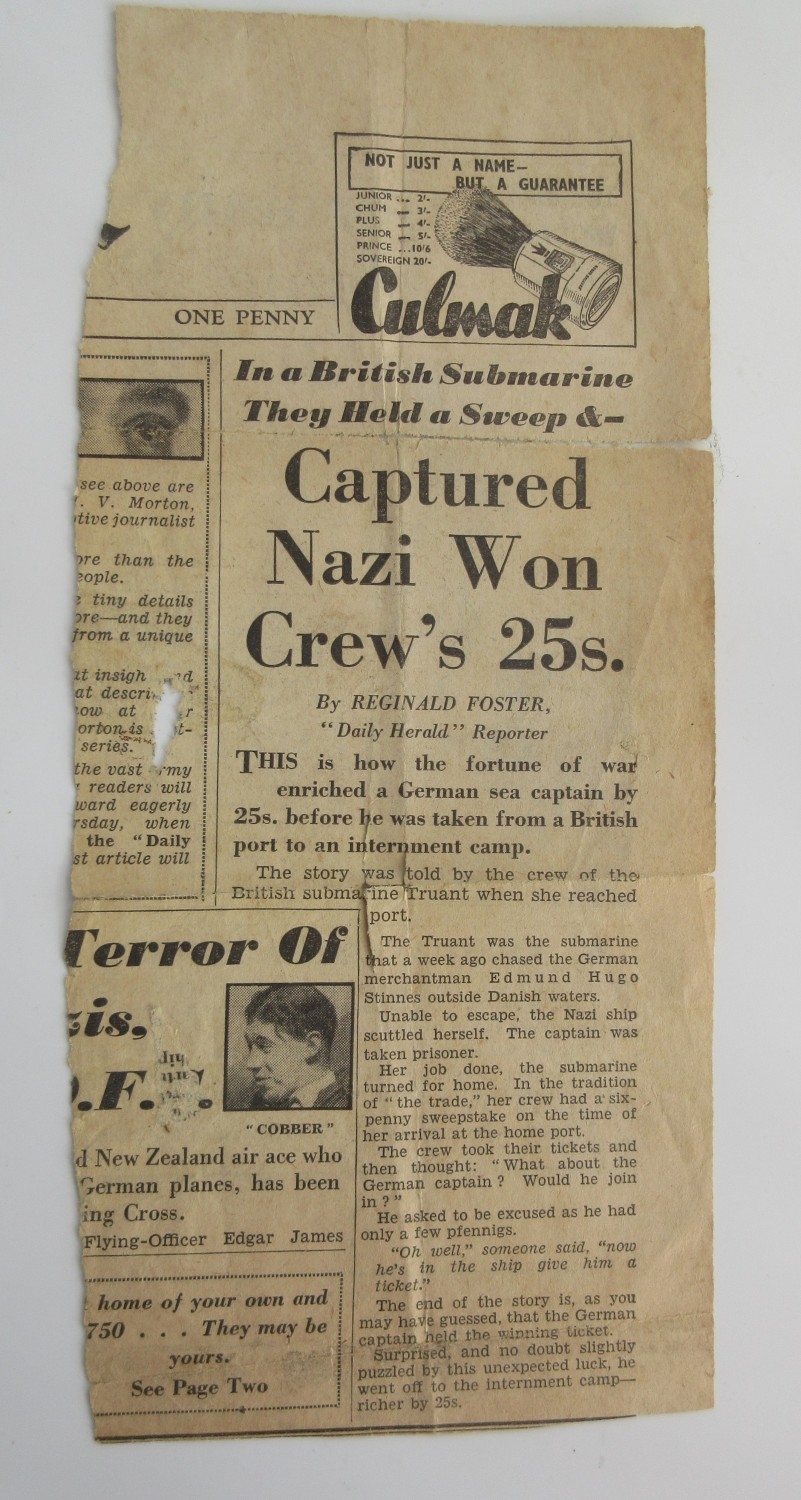 NOT JUST A NAME—
BUT A GUARANTEE
JUNIOR ... 2/-
CHUM — 3/-
PLUS — 4/-
SENIOR — 5/-
PRINCE ...10/6
SOVEREIGN 20/-
Culmak
ONE PENNY
see above are
V. Morton,
tive journalist
ore than the
eople.
tiny details
ore—and they
from a unique
at insigh
at descri
ow at
orton is
series."
the vast
readers will
ward eagerly
rsday, when
the "Daily
st article will
In a British Submarine
They Held a Sweep &—
Captured
Nazi Won
Crew's 25s.
By REGINALD FOSTER,
"Daily Herald" Reporter
THIS is how the fortune of war
enriched a German sea captain by
25s. before he was taken from a British
port to an internment camp.
The story was told by the crew of the
British submarine Truant when she reached
port.
The Truant was the submarine
that a week ago chased the German
merchantman Edmund Hugo
Stinnes outside Danish waters.
Unable to escape, the Nazi ship
scuttled herself. The captain was
taken prisoner.
Her job done, the submarine
turned for home. In the tradition
of "the trade," her crew had a six-
penny sweepstake on the time of
her arrival at the home port.
The crew took their tickets and
then thought: "What about the
German captain? Would he join
in?"
He asked to be excused as he had
only a few pfennigs.
"Oh well," someone said, "now
he's in the ship give him a
ticket."
The end of the story is, as you
may have guessed, that the German
captain held the winning ticket.
Surprised, and no doubt slightly
puzzled by this unexpected luck, he
went off to the internment camp—
richer by 25s.
Terror Of
zis,
.F.
"COBBER"
d New Zealand air ace who
German planes, has been
ing Cross.
Flying-Officer Edgar James
home of your own and
750 . . . They may be
yours.
See Page Two